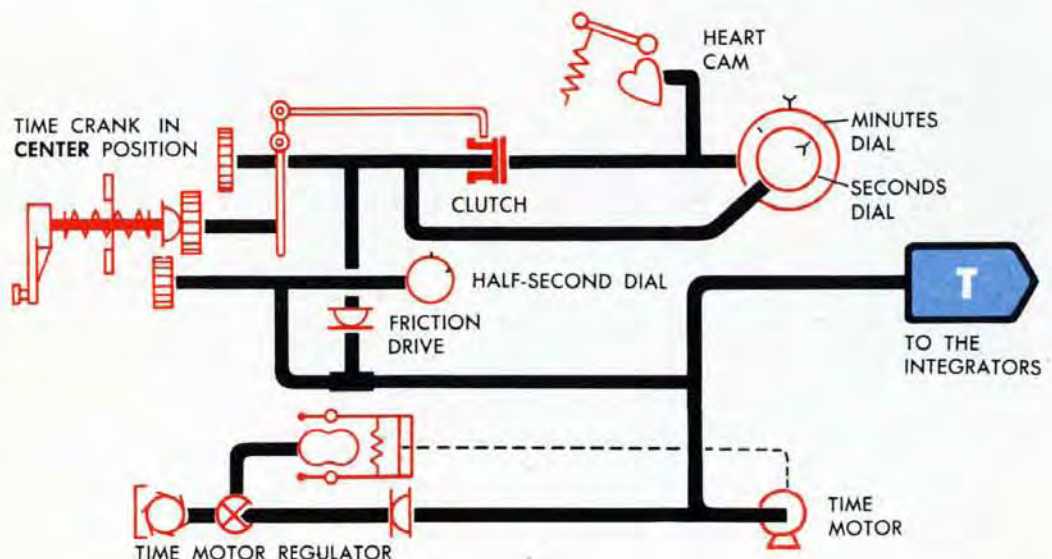 HEART
CAM
TIME CRANK IN
CENTER POSITION
MINUTES
DIAL
SECONDS
DIAL
CLUTCH
HALF-SECOND DIAL
T
FRICTION
DRIVE
TO THE
INTEGRATORS
TIME
MOTOR
TIME MOTOR REGULATOR